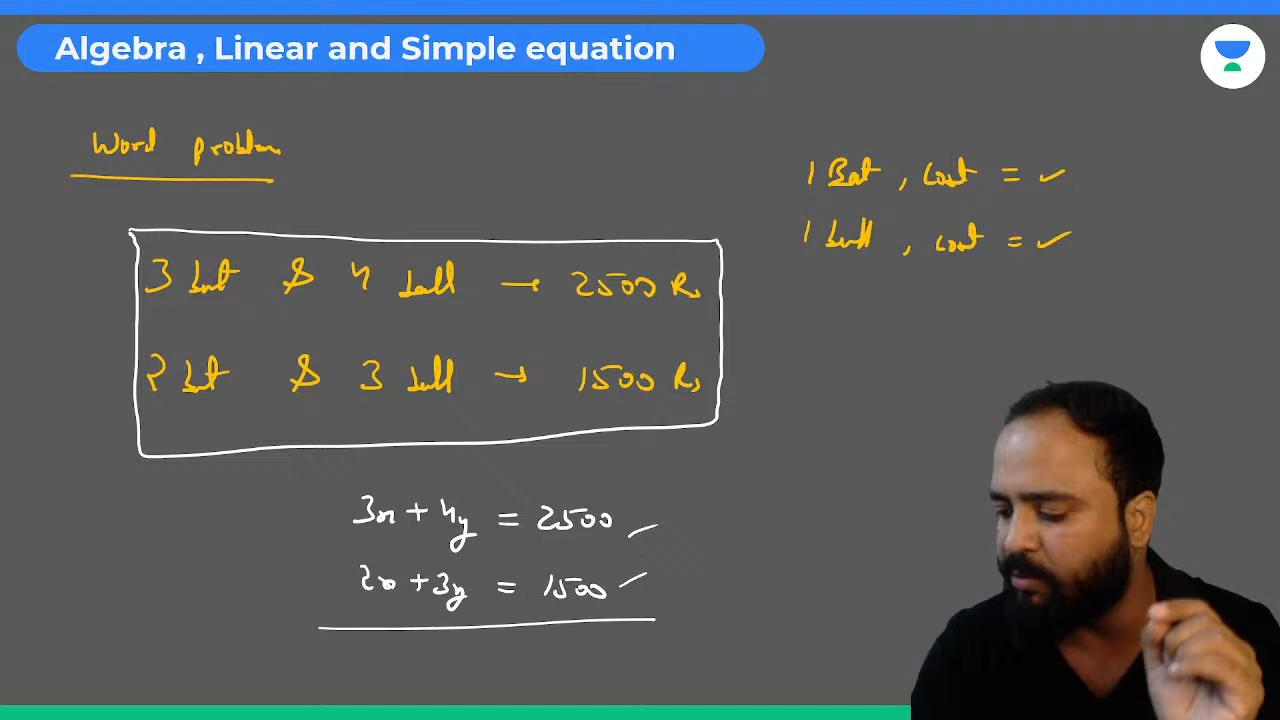 Algebra , Linear and Simple equation
Word problem
1 Bat , cost = ✓
1 ball , cost = ✓
3 bat & 4 ball → 2500 Rs
2 bat & 3 ball → 1500 Rs
3x + 4y = 2500
2x + 3y = 1500